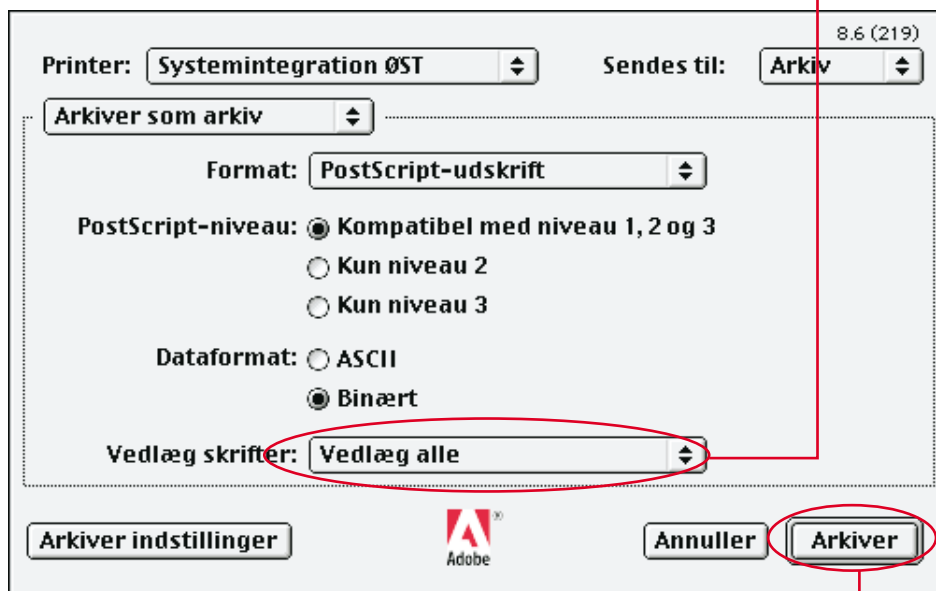 8.6 (219)
Printer: Systemintegration ØST Sendes til: Arkiv
Arkiver som arkiv
Format: PostScript-udskrift
PostScript-niveau: Kompatibel med niveau 1, 2 og 3
Kun niveau 2
Kun niveau 3
Dataformat: ASCII
Binært
Vedlæg skrifter: Vedlæg alle
Arkiver indstillinger Adobe® Annuller Arkiver